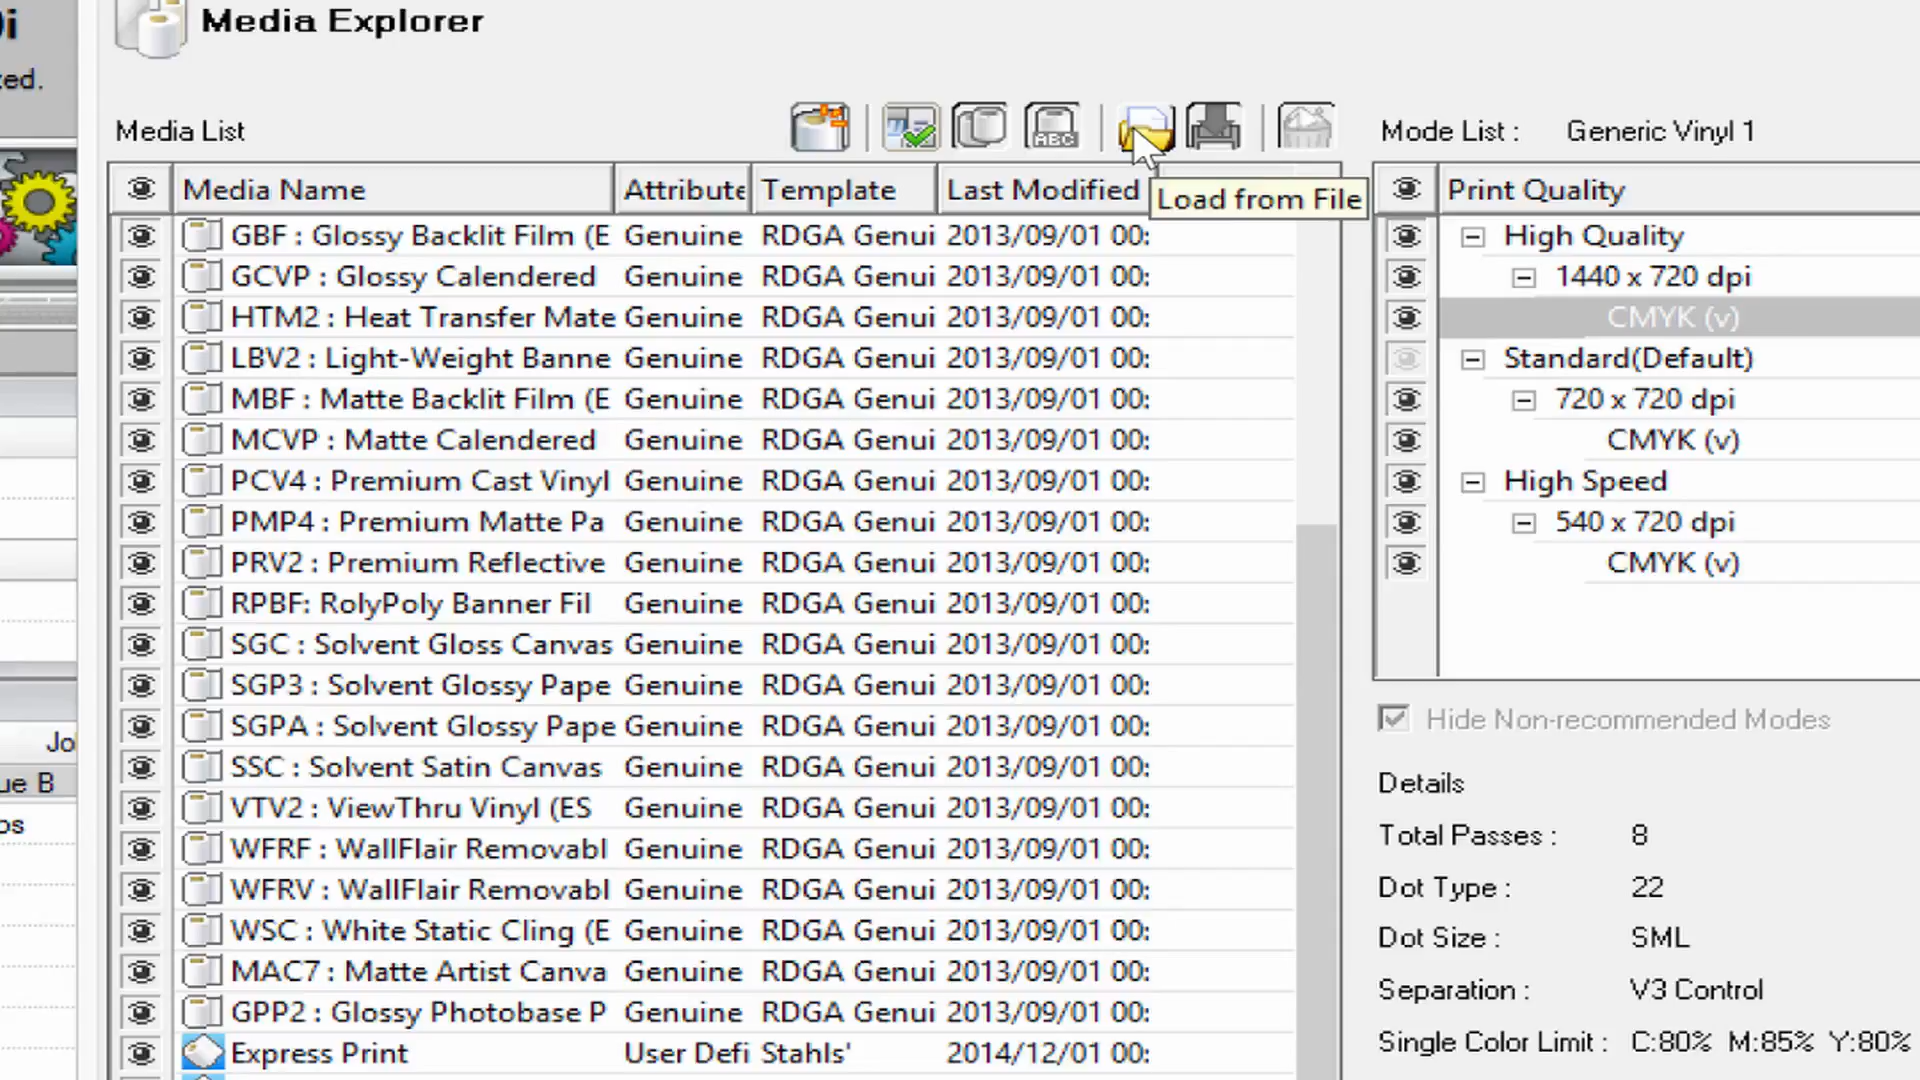 Di
Media Explorer
zed.
Media List
ABC
Mode List : Generic Vinyl 1
Load from File
Media Name Attribute Template Last Modified
Print Quality
GBF : Glossy Backlit Film (E Genuine RDGA Genui 2013/09/01 00:
GCVP : Glossy Calendered Genuine RDGA Genui 2013/09/01 00:
HTM2 : Heat Transfer Mate Genuine RDGA Genui 2013/09/01 00:
LBV2 : Light-Weight Banne Genuine RDGA Genui 2013/09/01 00:
MBF : Matte Backlit Film (E Genuine RDGA Genui 2013/09/01 00:
MCVP : Matte Calendered Genuine RDGA Genui 2013/09/01 00:
PCV4 : Premium Cast Vinyl Genuine RDGA Genui 2013/09/01 00:
PMP4 : Premium Matte Pa Genuine RDGA Genui 2013/09/01 00:
PRV2 : Premium Reflective Genuine RDGA Genui 2013/09/01 00:
RPBF: RolyPoly Banner Fil Genuine RDGA Genui 2013/09/01 00:
SGC : Solvent Gloss Canvas Genuine RDGA Genui 2013/09/01 00:
SGP3 : Solvent Glossy Pape Genuine RDGA Genui 2013/09/01 00:
SGPA : Solvent Glossy Pape Genuine RDGA Genui 2013/09/01 00:
SSC : Solvent Satin Canvas Genuine RDGA Genui 2013/09/01 00:
VTV2 : ViewThru Vinyl (ES Genuine RDGA Genui 2013/09/01 00:
WFRF : WallFlair Removabl Genuine RDGA Genui 2013/09/01 00:
WFRV : WallFlair Removabl Genuine RDGA Genui 2013/09/01 00:
WSC : White Static Cling (E Genuine RDGA Genui 2013/09/01 00:
MAC7 : Matte Artist Canva Genuine RDGA Genui 2013/09/01 00:
GPP2 : Glossy Photobase P Genuine RDGA Genui 2013/09/01 00:
Express Print User Defi Stahls' 2014/12/01 00:
High Quality
1440 x 720 dpi
CMYK (v)
Standard(Default)
720 x 720 dpi
CMYK (v)
High Speed
540 x 720 dpi
CMYK (v)
Hide Non-recommended Modes
Details
Total Passes : 8
Dot Type : 22
Dot Size : SML
Separation : V3 Control
Single Color Limit : C:80% M:85% Y:80%
Jo
ue B
os